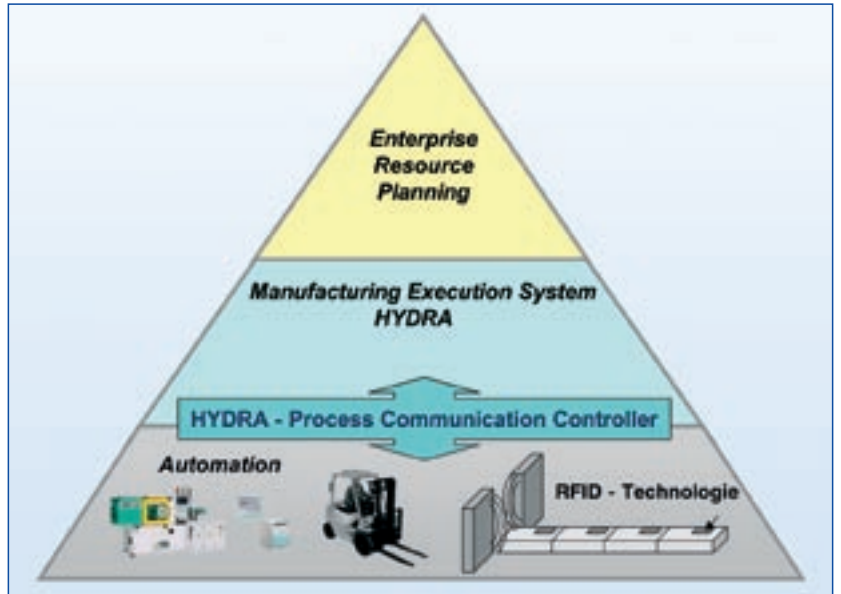 Enterprise
Resource
Planning
Manufacturing Execution System
HYDRA
HYDRA - Process Communication Controller
Automation
RFID - Technologie